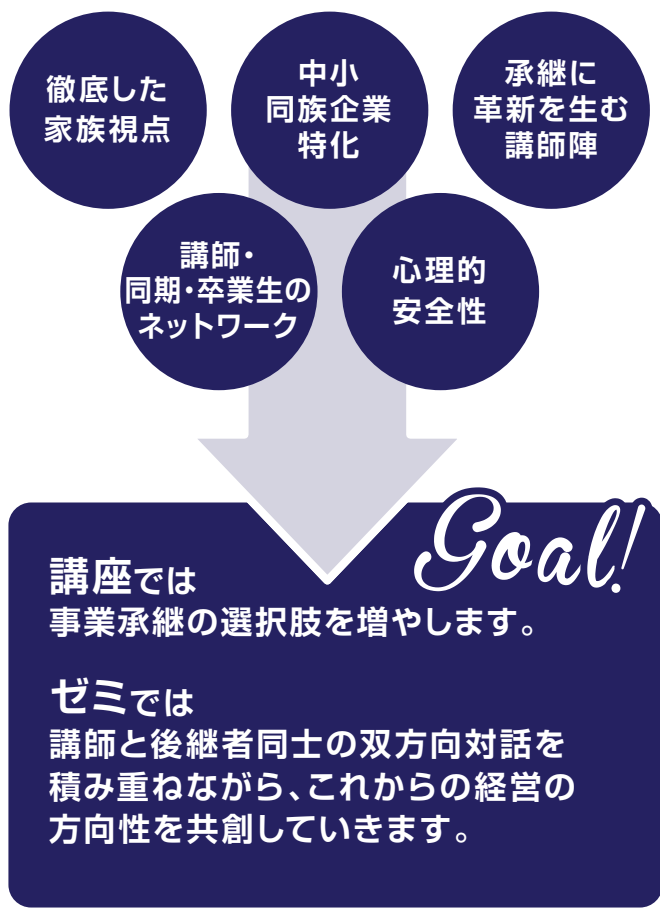 徹底した
家族視点
中小
同族企業
特化
承継に
革新を生む
講師陣
講師・
同期・卒業生の
ネットワーク
心理的
安全性
Goal!
講座では
事業承継の選択肢を増やします。
ゼミでは
講師と後継者同士の双方向対話を
積み重ねながら、これからの経営の
方向性を共創していきます。